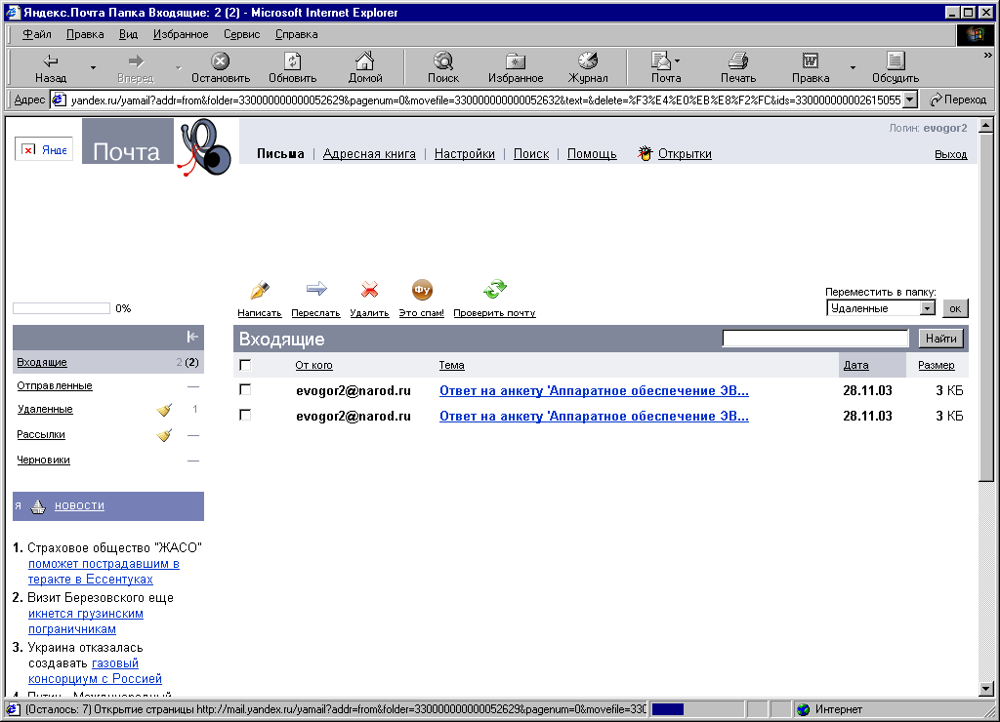 Яндекс.Почта Папка Входящие: 2 (2) - Microsoft Internet Explorer
Файл Правка Вид Избранное Сервис Справка
Назад Вперед Остановить Обновить Домой Поиск Избранное Журнал Почта Печать Правка Обсудить
Адрес yandex.ru/yamail?addr=from&folder=330000000000052629&pagenum=0&movefile=330000000000052632&text=&delete=%F3%E4%E0%EB%E8%F2%FC&ids=330000000002615055 Переход
Логин: evogor2
Янде Почта Письма | Адресная книга | Настройки | Поиск | Помощь Открытки Выход
Переместить в папку:
0% Написать Переслать Удалить Фу Это спам! Проверить почту Удаленные ок
Входящие Найти
Входящие 2 (2) От кого Тема Дата Размер
Отправленные evogor2@narod.ru Ответ на анкету 'Аппаратное обеспечение ЭВ... 28.11.03 3 КБ
Удаленные 1 evogor2@narod.ru Ответ на анкету 'Аппаратное обеспечение ЭВ... 28.11.03 3 КБ
Рассылки —
Черновики —
Я новости
1. Страховое общество "ЖАСО"
поможет пострадавшим в
теракте в Ессентуках
2. Визит Березовского еще
икнется грузинским
пограничникам
3. Украина отказалась
создавать газовый
консорциум с Россией
4. Путин - Международный
(Осталось: 7) Открытие страницы http://mail.yandex.ru/yamail?addr=from&folder=330000000000052629&pagenum=0&movefile=330 Интернет